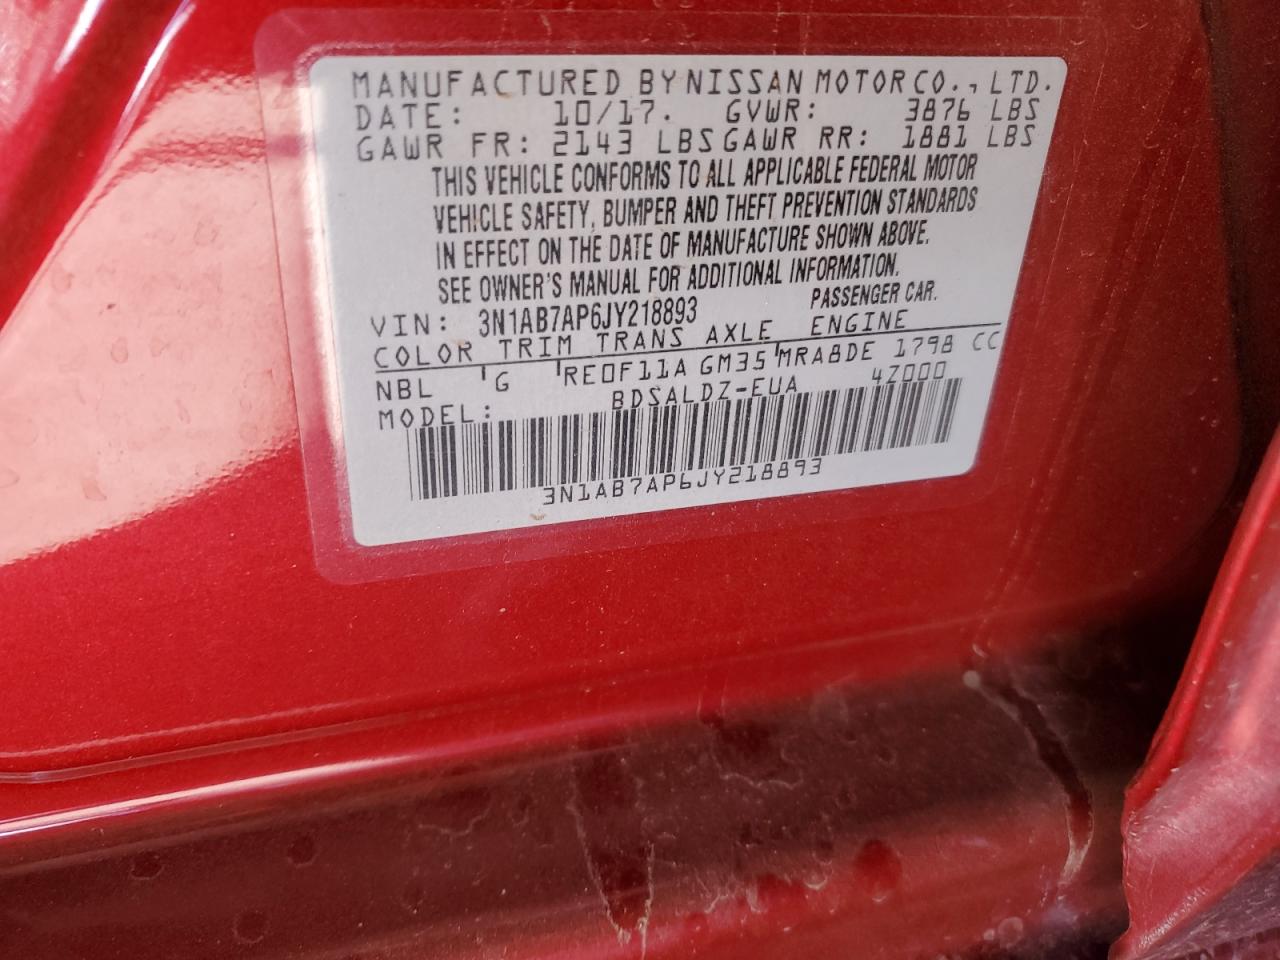 MANUFACTURED BY NISSAN MOTOR CO., LTD.
DATE: 10/17. GVWR: 3876 LBS
GAWR FR: 2143 LBS GAWR RR: 1881 LBS
THIS VEHICLE CONFORMS TO ALL APPLICABLE FEDERAL MOTOR
VEHICLE SAFETY, BUMPER AND THEFT PREVENTION STANDARDS
IN EFFECT ON THE DATE OF MANUFACTURE SHOWN ABOVE.
SEE OWNER'S MANUAL FOR ADDITIONAL INFORMATION.
VIN: 3N1AB7AP6JY218893 PASSENGER CAR.
COLOR TRIM TRANS AXLE ENGINE
NBL G RE0F11A GM35 MRA8DE 1798 CC
MODEL: BDSALDZ-EUA 4Z000
3N1AB7AP6JY218893